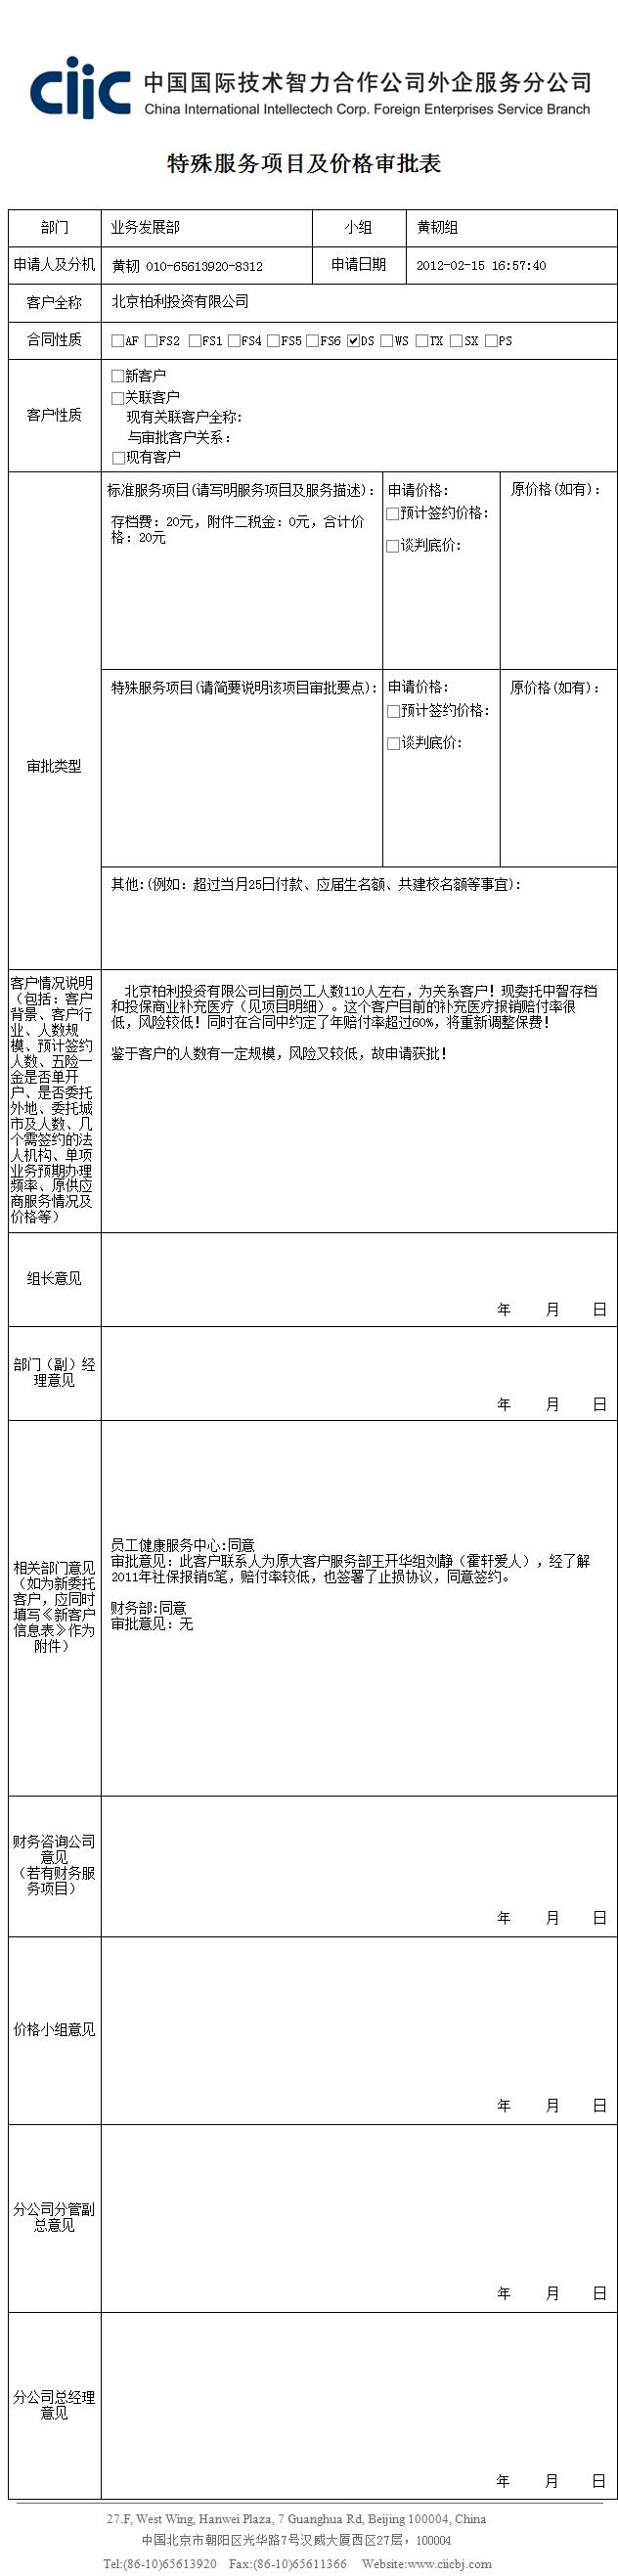 ciic 中国国际技术智力合作公司外企服务分公司
China International Intellectech Corp. Foreign Enterprises Service Branch
特殊服务项目及价格审批表
部门 业务发展部 小组 黄韧组
申请人及分机 黄韧 010-65613920-8312 申请日期 2012-02-15 16:57:40
客户全称 北京柏利投资有限公司
合同性质 AF FS2 FS1 FS4 FS5 FS6 DS WS TX SX PS
客户性质
新客户
关联客户
现有关联客户全称:
与审批客户关系:
现有客户
审批类型
标准服务项目(请写明服务项目及服务描述):
存档费: 20元, 附件二税金: 0元, 合计价
格: 20元
申请价格:
预计签约价格:
谈判底价:
原价格(如有):
特殊服务项目(请简要说明该项目审批要点):
申请价格:
预计签约价格:
谈判底价:
原价格(如有):
其他:(例如: 超过当月25日付款、应届生名额、共建校名额等事宜):
客户情况说明
(包括: 客户
背景、客户行
业、人数规
模、预计签约
人数、五险一
金是否单开
户、是否委托
外地、委托城
市及人数、几
个需签约的法
人机构、单项
业务预期办理
频率、原供应
商服务情况及
价格等)
北京柏利投资有限公司目前员工人数110人左右, 为关系客户! 现委托中智存档
和投保商业补充医疗 (见项目明细) 。这个客户目前的补充医疗报销赔付率很
低, 风险较低! 同时在合同中约定了年赔付率超过60%, 将重新调整保费!
鉴于客户的人数有一定规模, 风险又较低, 故申请获批!
组长意见
年 月 日
部门 (副) 经
理意见
年 月 日
相关部门意见
(如为新委托
客户, 应同时
填写《新客户
信息表》作为
附件)
员工健康服务中心:同意
审批意见: 此客户联系人为原大客户服务部王开华组刘静 (霍轩爱人) , 经了解
2011年社保报销5笔, 赔付率较低, 也签署了止损协议, 同意签约。
财务部:同意
审批意见: 无
财务咨询公司
意见
(若有财务服
务项目)
年 月 日
价格小组意见
年 月 日
分公司分管副
总意见
年 月 日
分公司总经理
意见
年 月 日
27.F, West Wing, Hanwei Plaza, 7 Guanghua Rd, Beijing 100004, China
中国北京市朝阳区光华路7号汉威大厦西区27层, 100004
Tel:(86-10)65613920 Fax:(86-10)65611366 Website:www.ciicbj.com